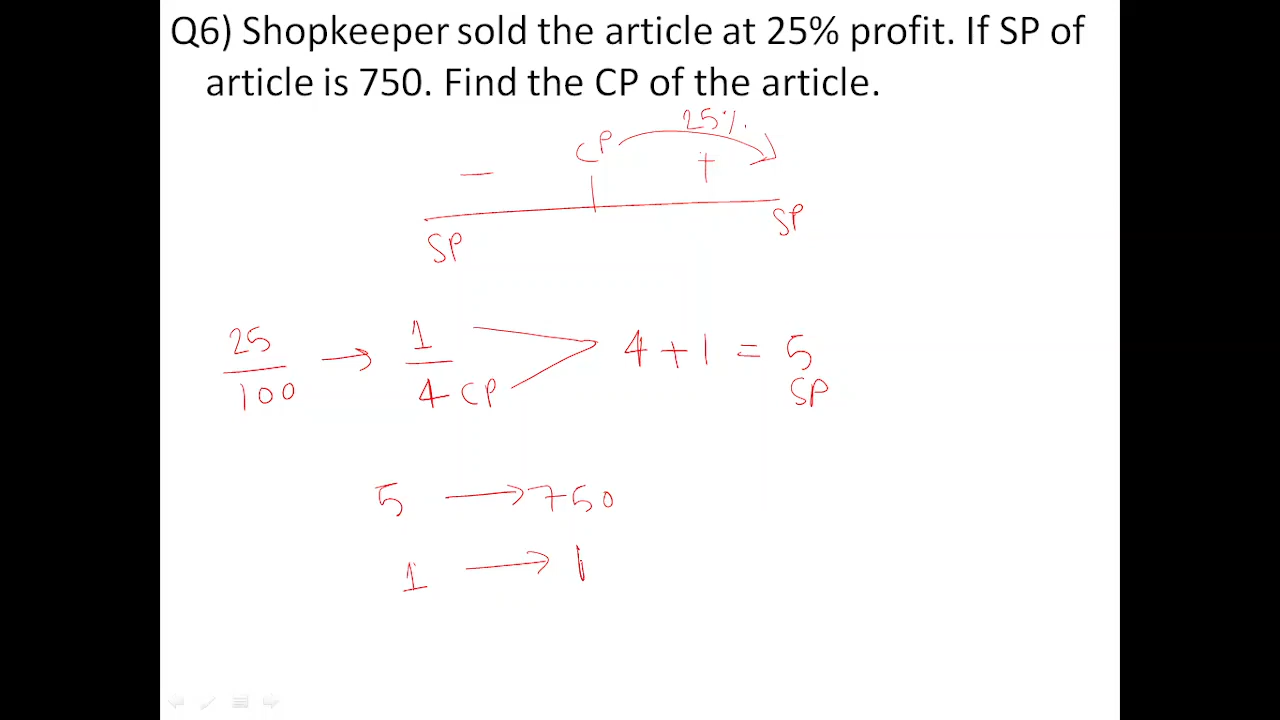 Q6) Shopkeeper sold the article at 25% profit. If SP of
article is 750. Find the CP of the article.
25%
CP
− +
SP SP
25/100 → 1/4 CP 4 + 1 = 5 SP
5 → 750
1 → 1